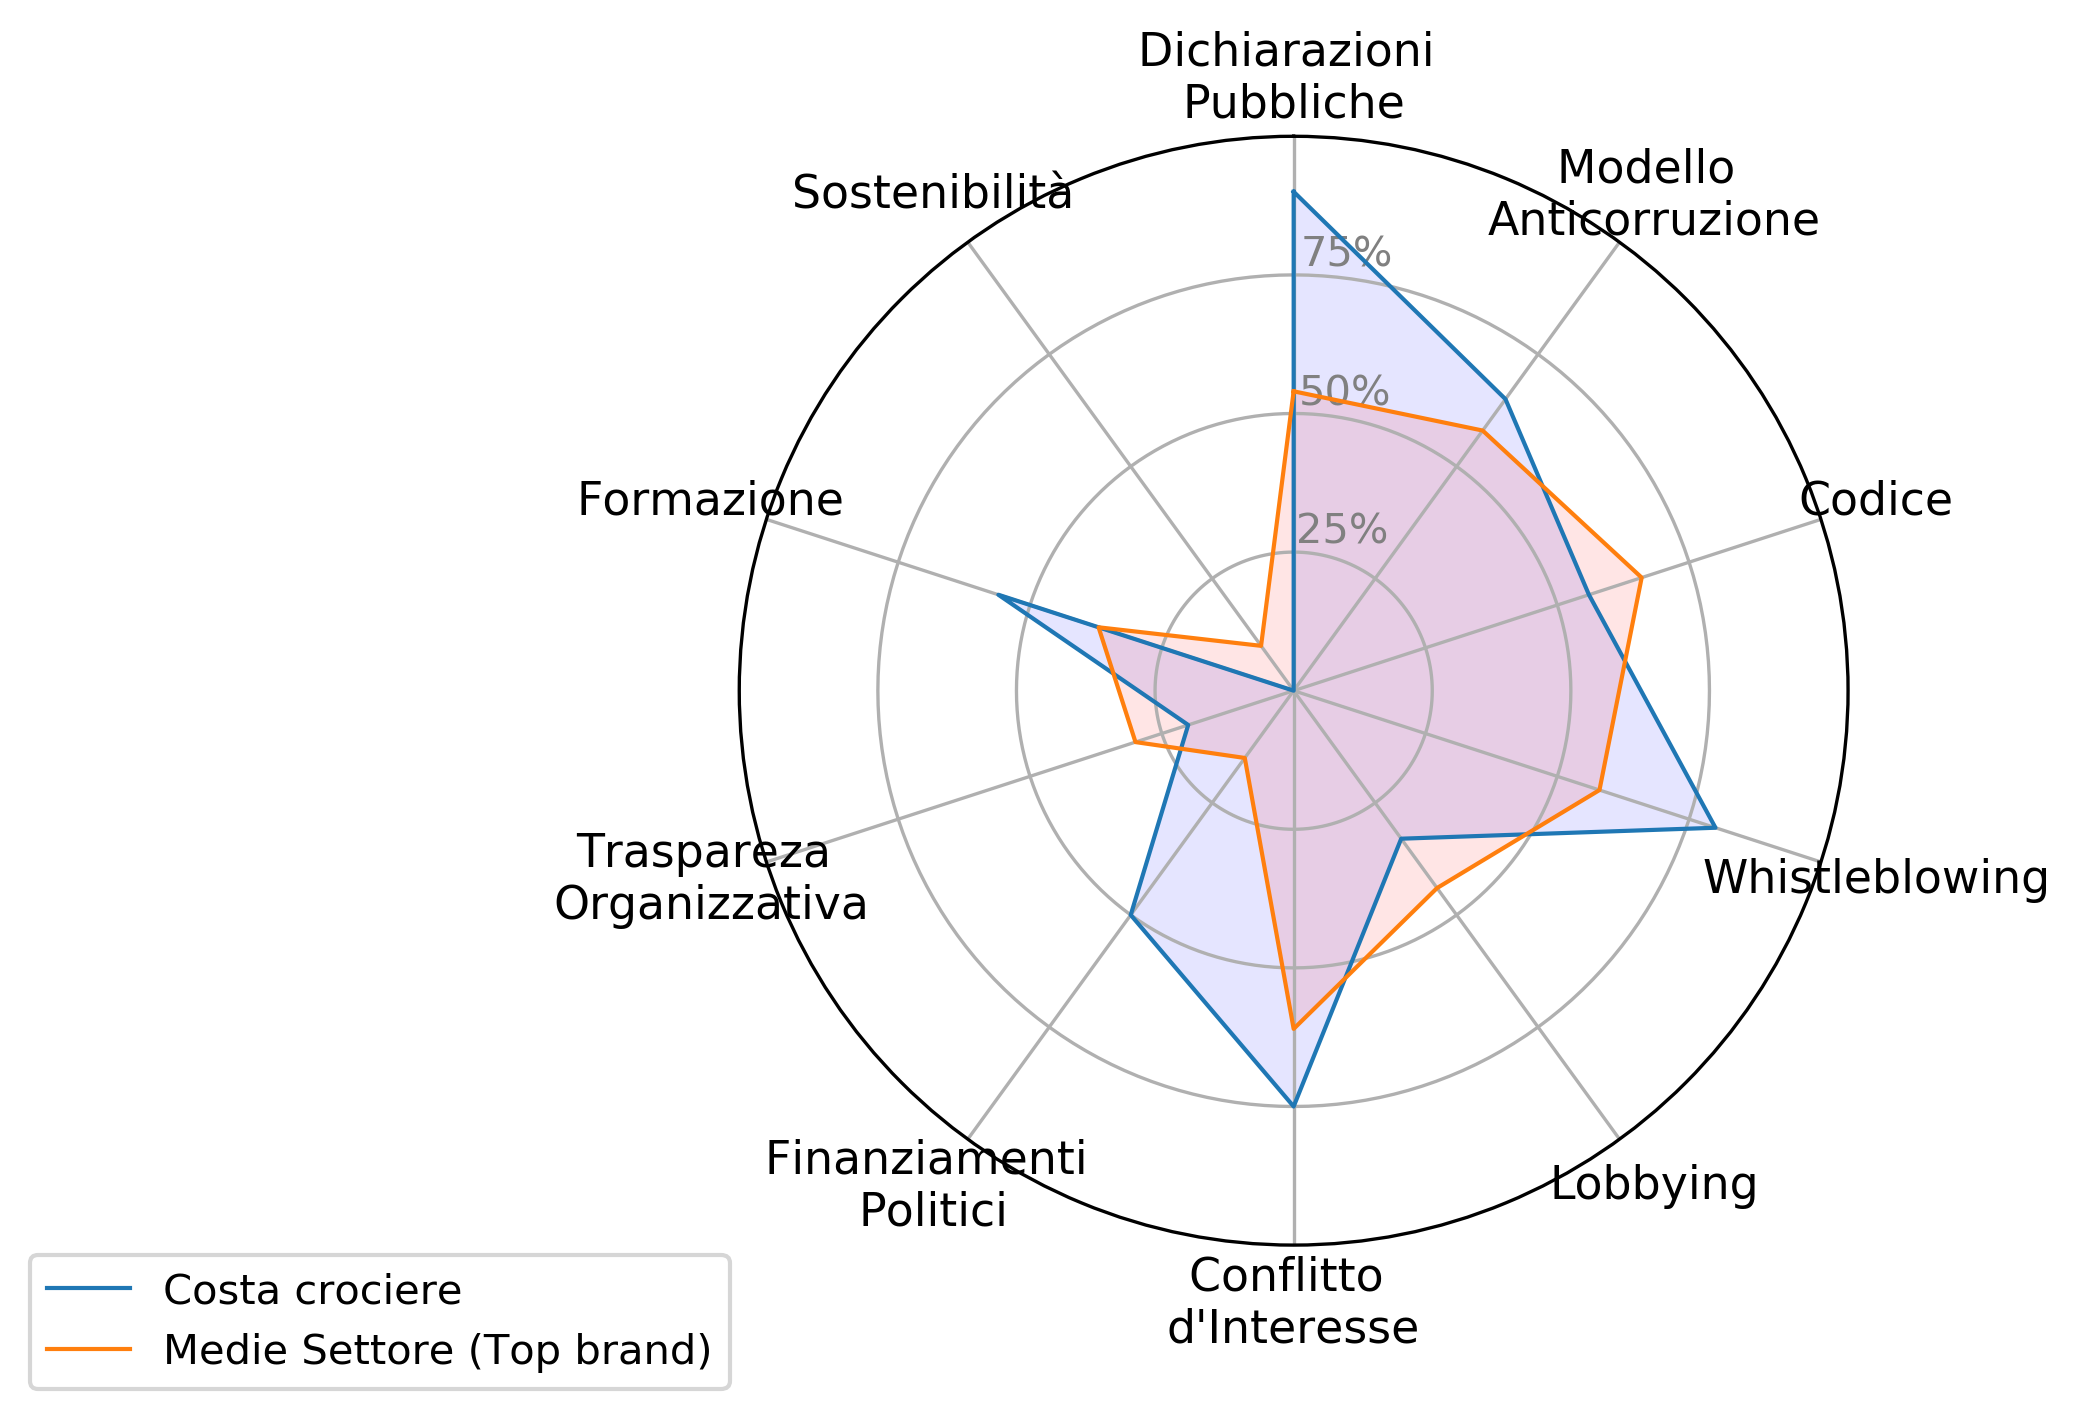 Dichiarazioni
Pubbliche
Modello
Anticorruzione
Sostenibilità
75%
50%
25%
Formazione
Codice
Traspareza
Organizzativa
Whistleblowing
Finanziamenti
Politici
Lobbying
Conflitto
d'Interesse
Costa crociere
Medie Settore (Top brand)